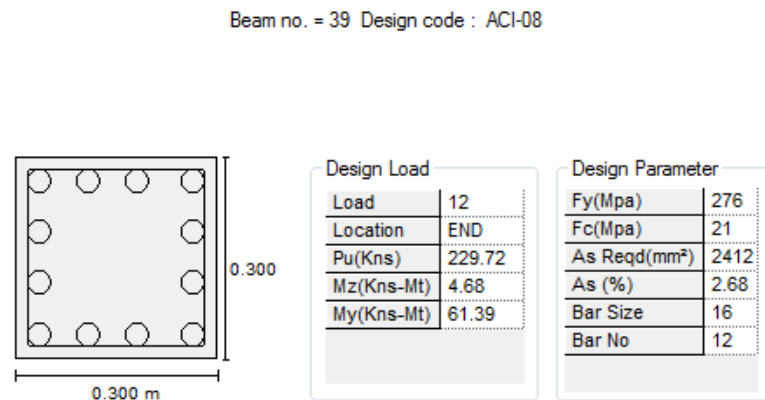 Beam no. = 39 Design code : ACI-08
0.300
0.300 m
Design Load
Load 12
Location END
Pu(Kns) 229.72
Mz(Kns-Mt) 4.68
My(Kns-Mt) 61.39
Design Parameter
Fy(Mpa) 276
Fc(Mpa) 21
As Reqd(mm²) 2412
As (%) 2.68
Bar Size 16
Bar No 12